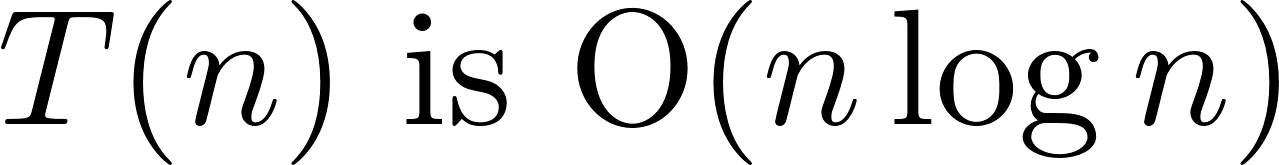 T(n) is O(n log n)